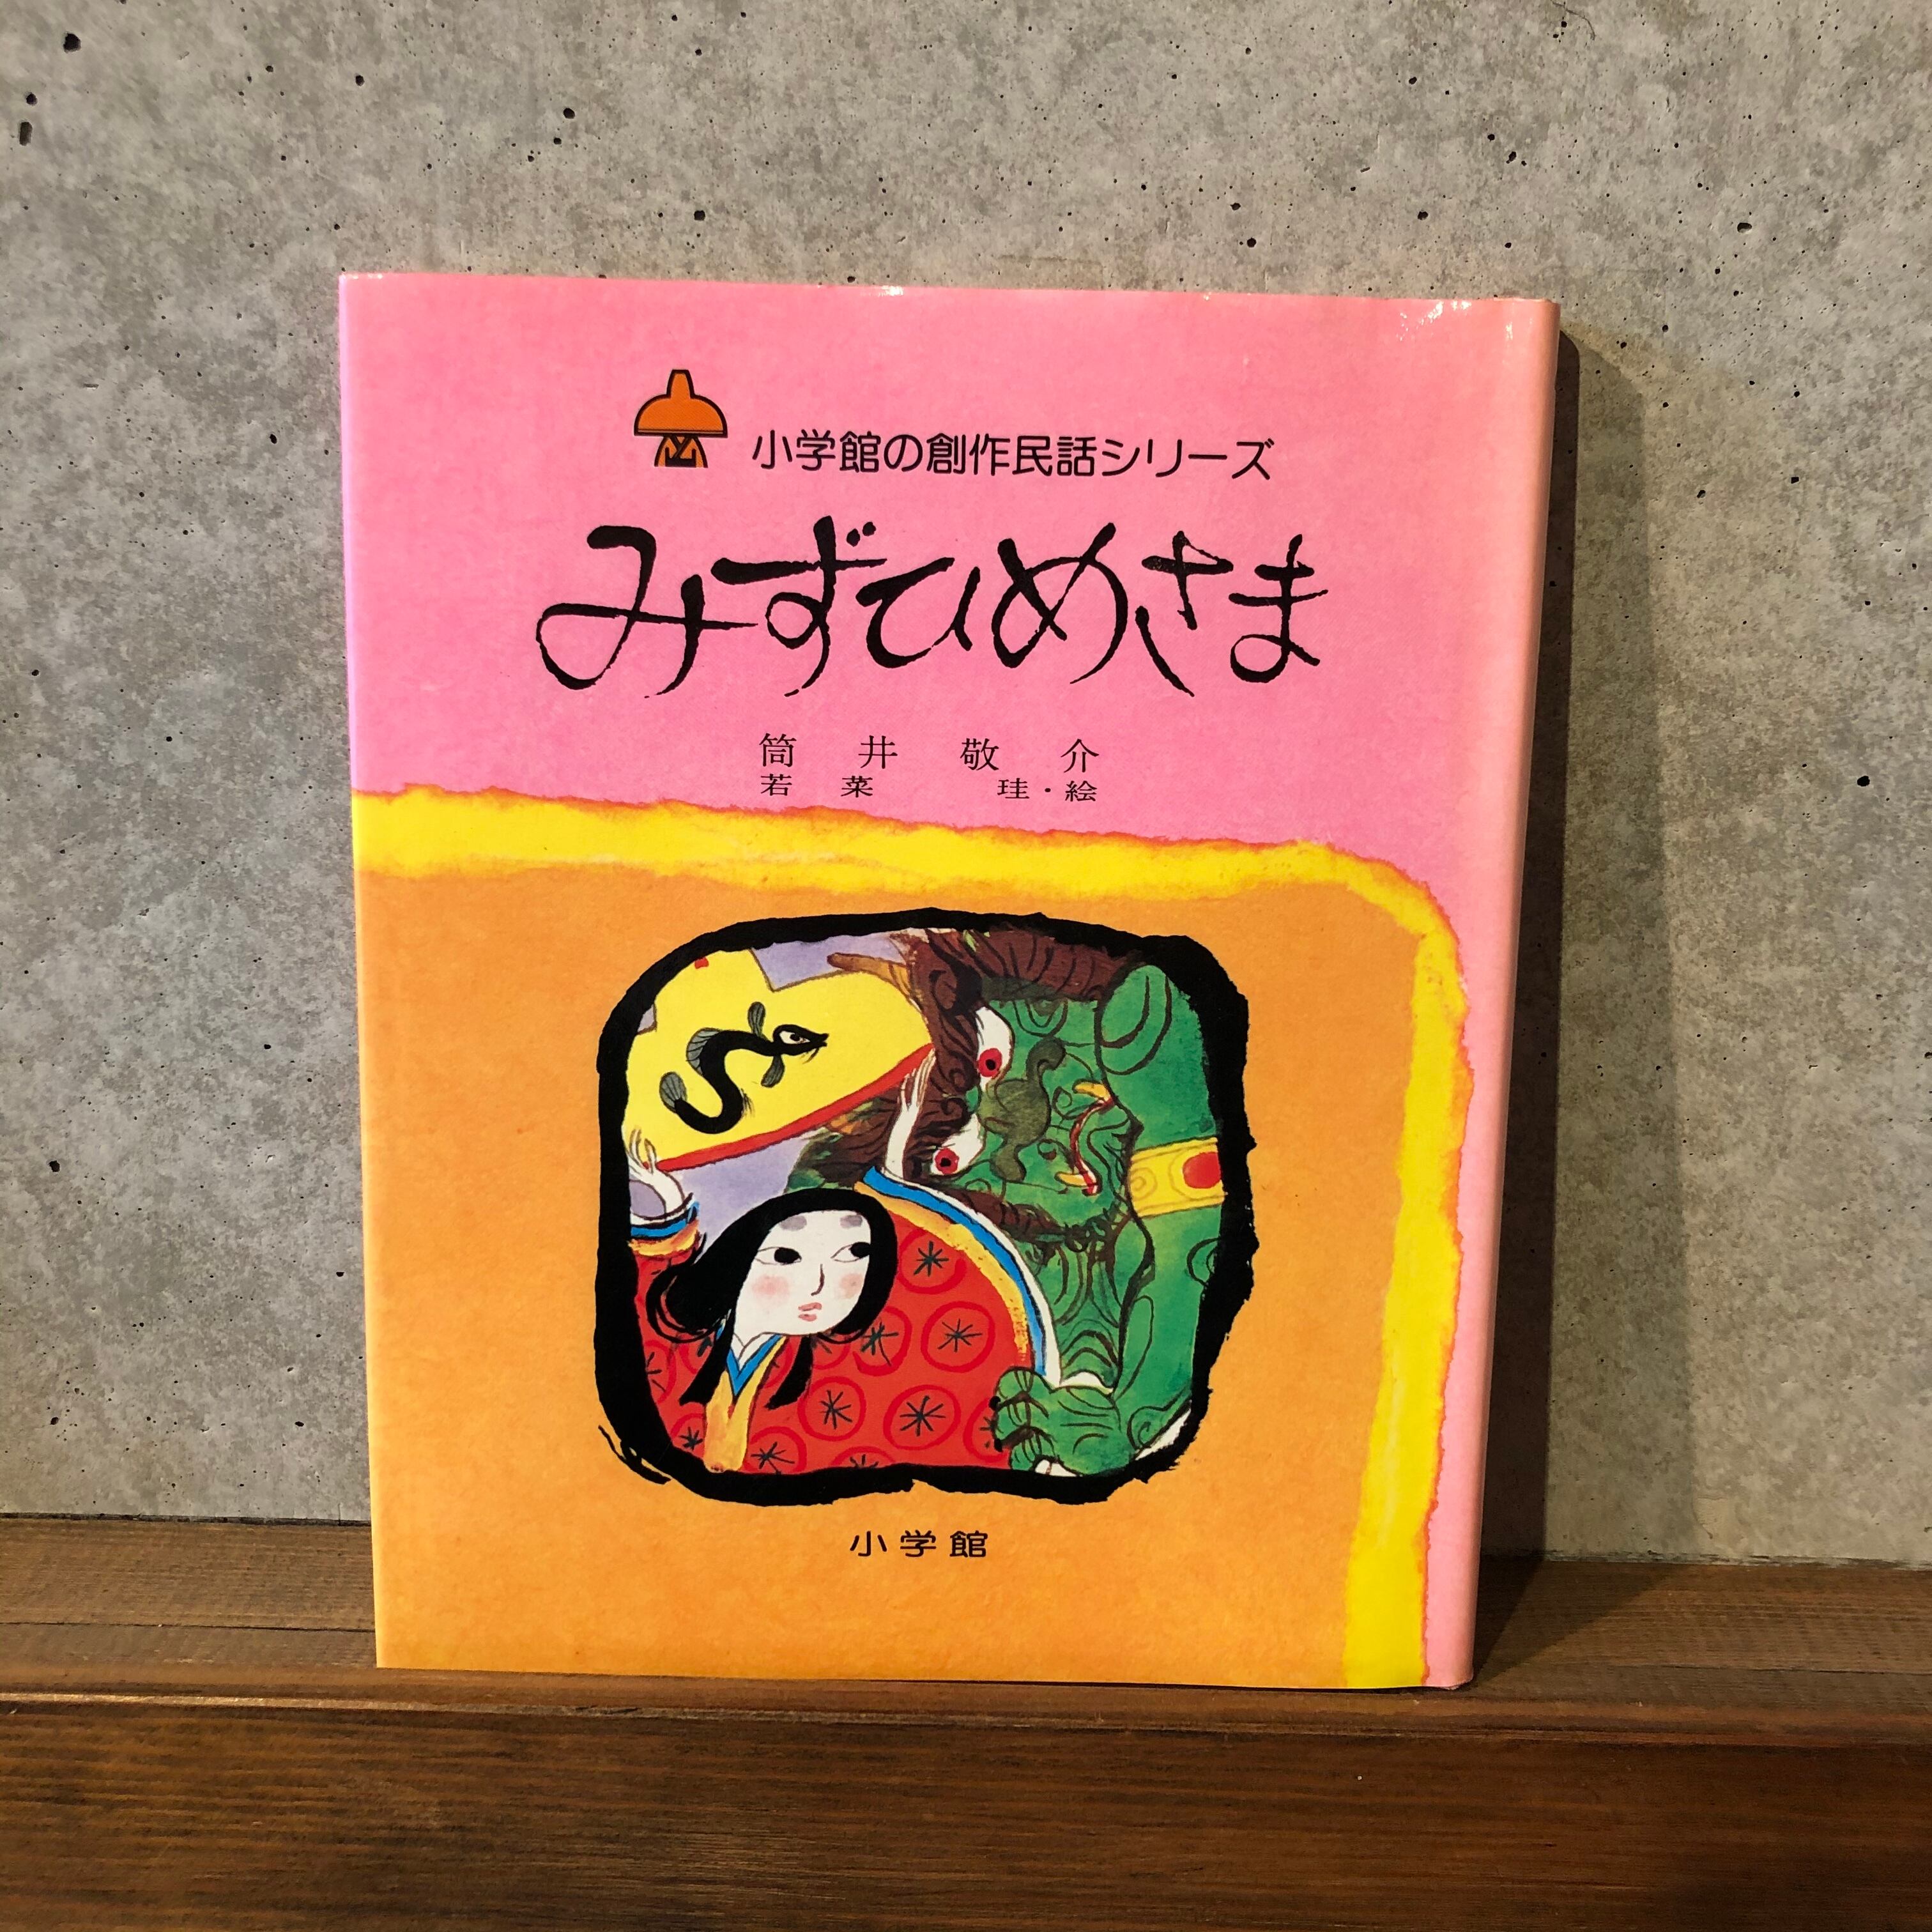 小学館の創作民話シリーズ
みずひめさま
筒井敬介
若菜珪・絵
小学館